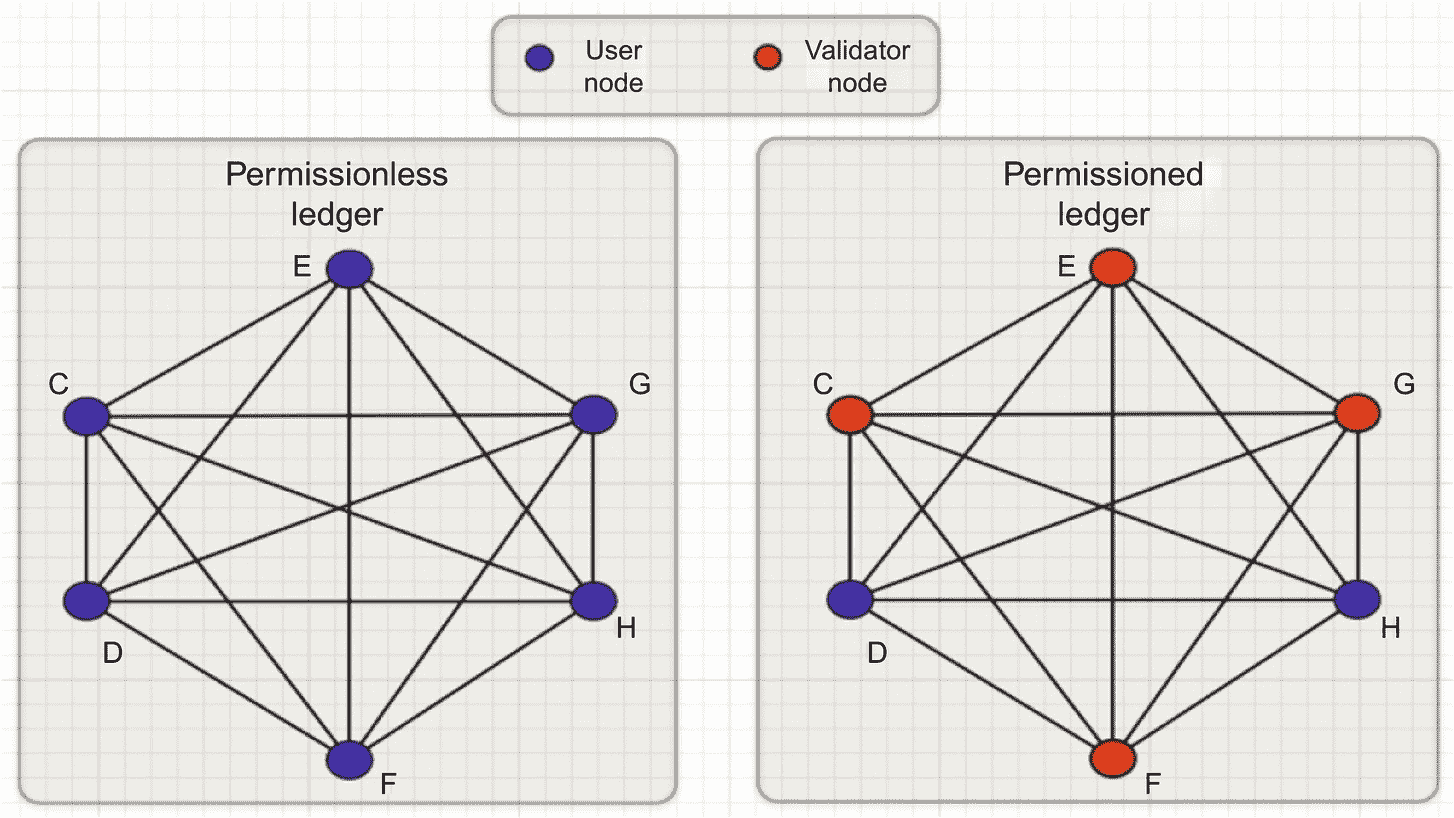 User
node
Validator
node
Permissionless
ledger
E
C
G
D
H
F
Permissioned
ledger
E
C
G
D
H
F